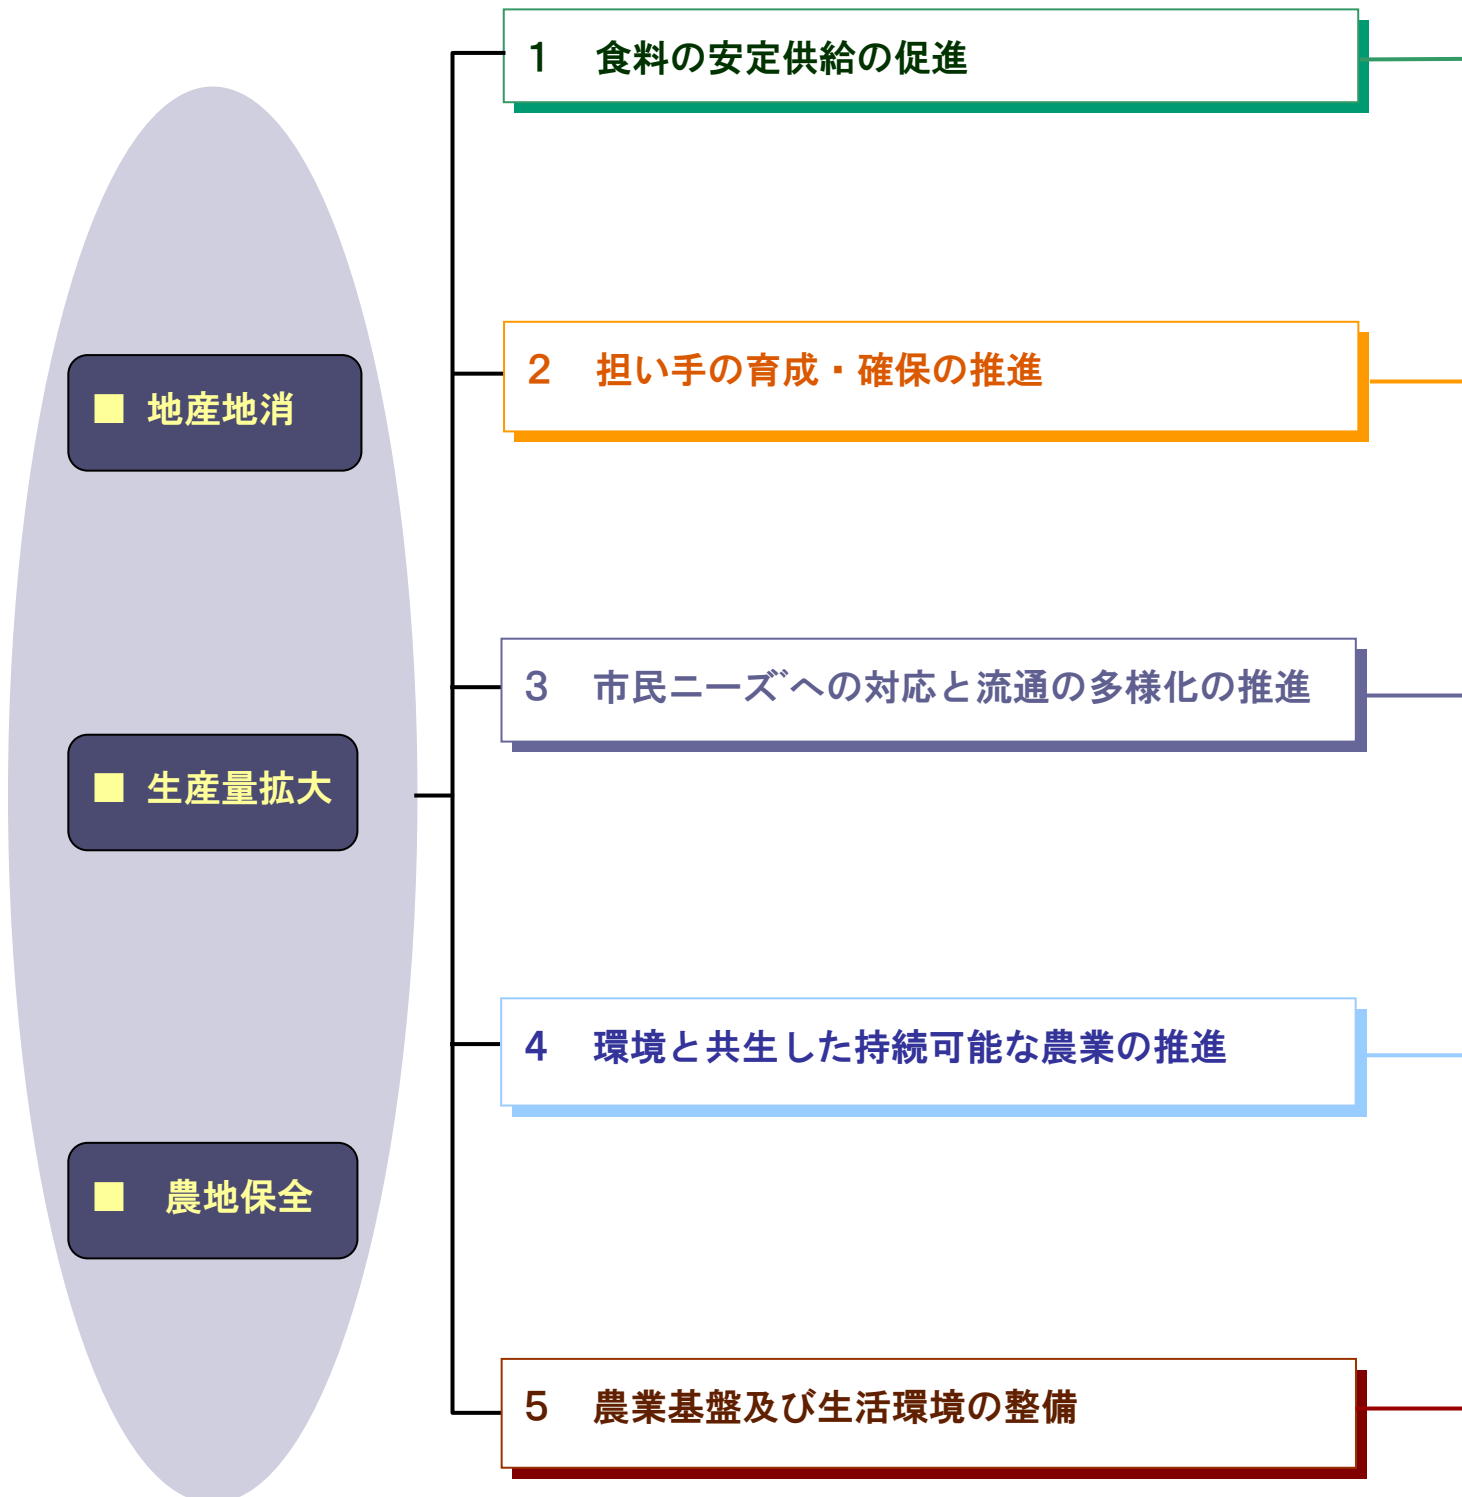 ■ 地産地消
■ 生産量拡大
■ 農地保全
1 食料の安定供給の促進
2 担い手の育成・確保の推進
3 市民ニーズへの対応と流通の多様化の推進
4 環境と共生した持続可能な農業の推進
5 農業基盤及び生活環境の整備